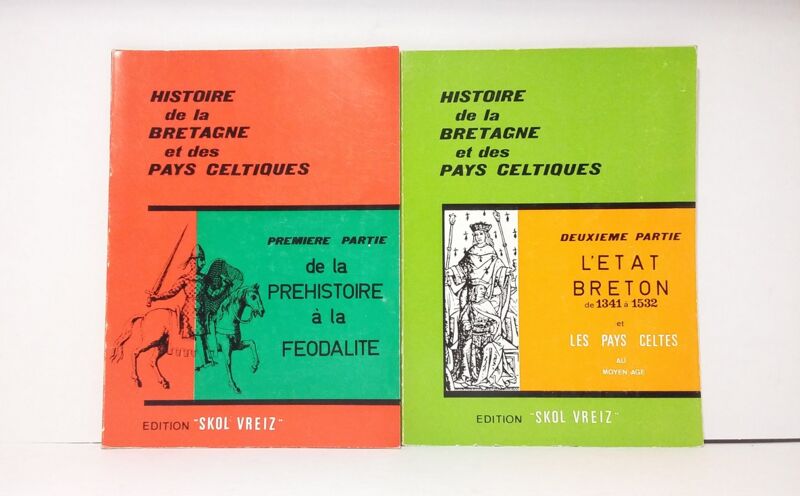 HISTOIRE
de la
BRETAGNE
et des
PAYS CELTIQUES
PREMIERE PARTIE
de la
PREHISTOIRE
à la
FEODALITE
EDITION "SKOL VREIZ"
HISTOIRE
de la
BRETAGNE
et des
PAYS CELTIQUES
DEUXIEME PARTIE
L'ETAT
BRETON
de 1341 à 1532
et
LES PAYS CELTES
AU
MOYEN AGE
EDITION "SKOL VREIZ"